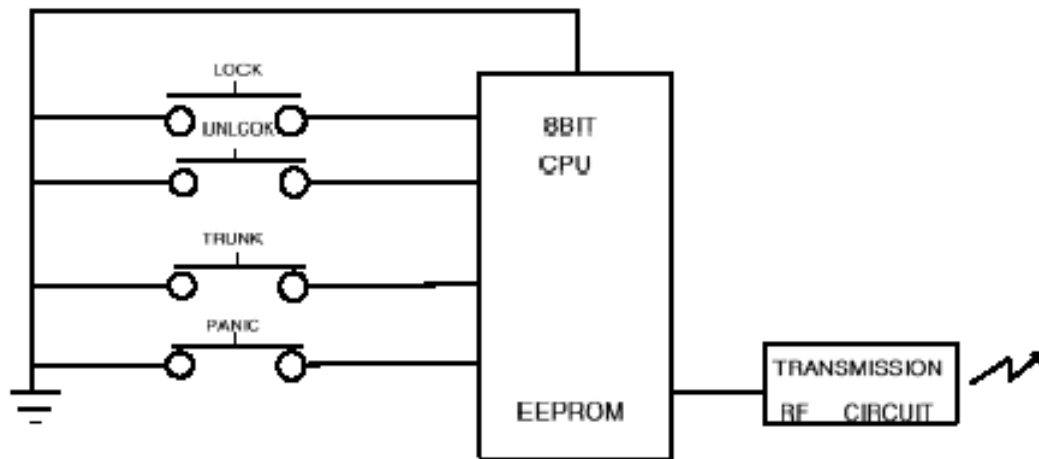 LOCK
UNLCOK
TRUNK
PANIC
8BIT
CPU
EEPROM
TRANSMISSION
RF CIRCUIT